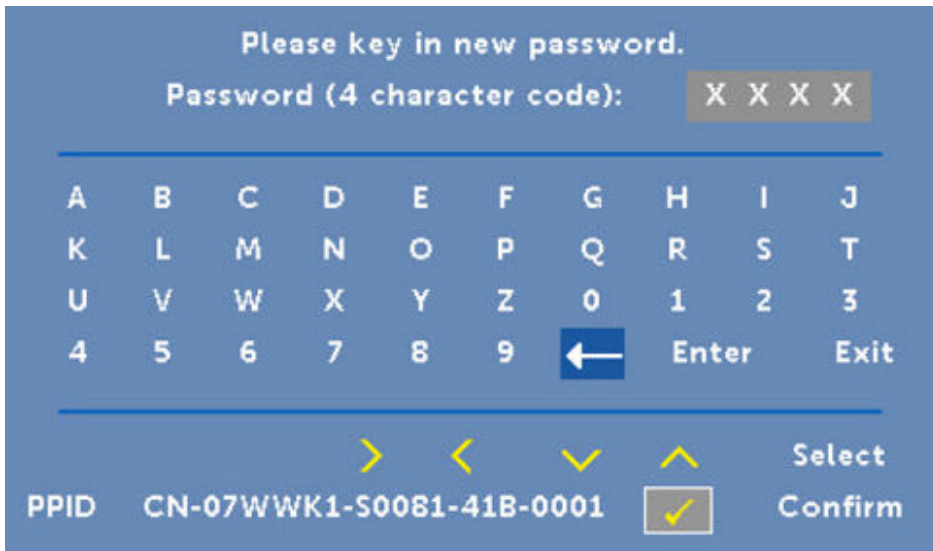 Please key in new password.
Password (4 character code): X X X X
A B C D E F G H I J
K L M N O P Q R S T
U V W X Y Z 0 1 2 3
4 5 6 7 8 9 ← Enter Exit
Select
PPID CN-07WWK1-S0081-41B-0001 Confirm